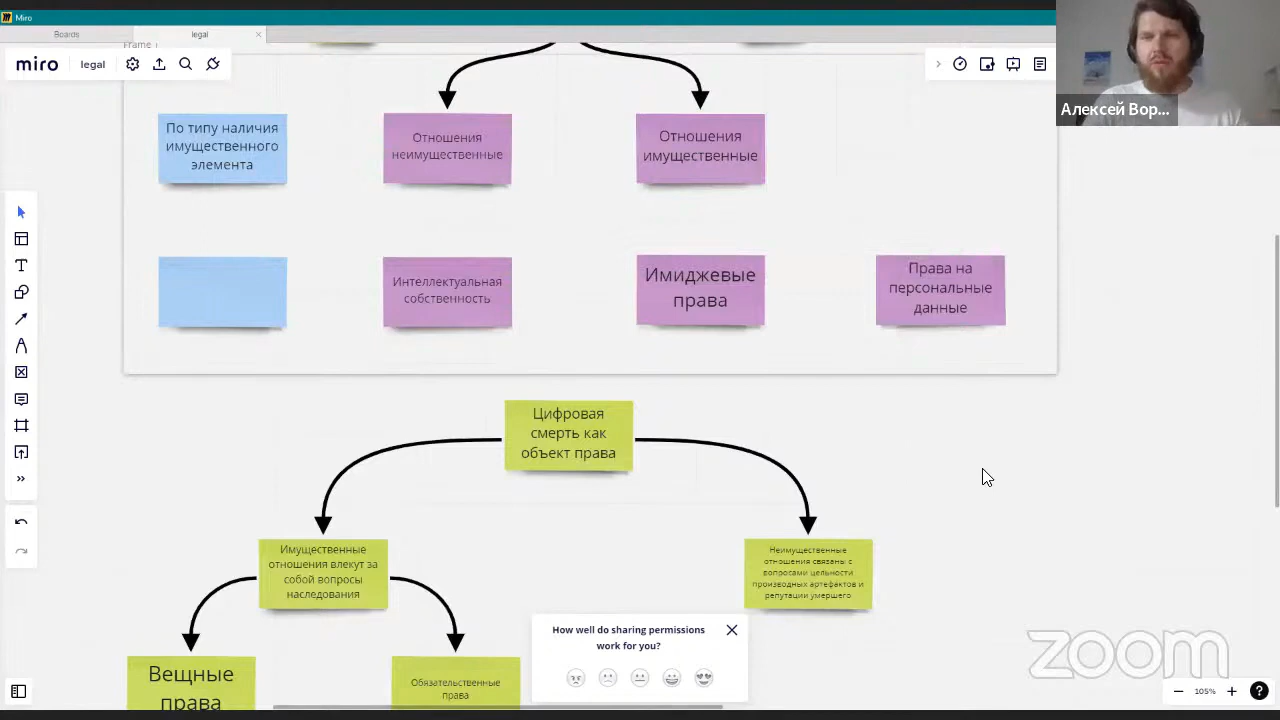 Miro
Boards
legal
Frame 1
miro
legal
Алексей Вор...
По типу наличия
имущественного
элемента
Отношения
неимущественные
Отношения
имущественные
Интеллектуальная
собственность
Имиджевые
права
Права на
персональные
данные
Цифровая
смерть как
объект права
Имущественные
отношения влекут за
собой вопросы
наследования
Неимущественные
отношения связаны с
вопросами цельности
производных артефактов и
репутации умершего
Вещные
права
Обязательственные
права
How well do sharing permissions
work for you?
zoom
105%